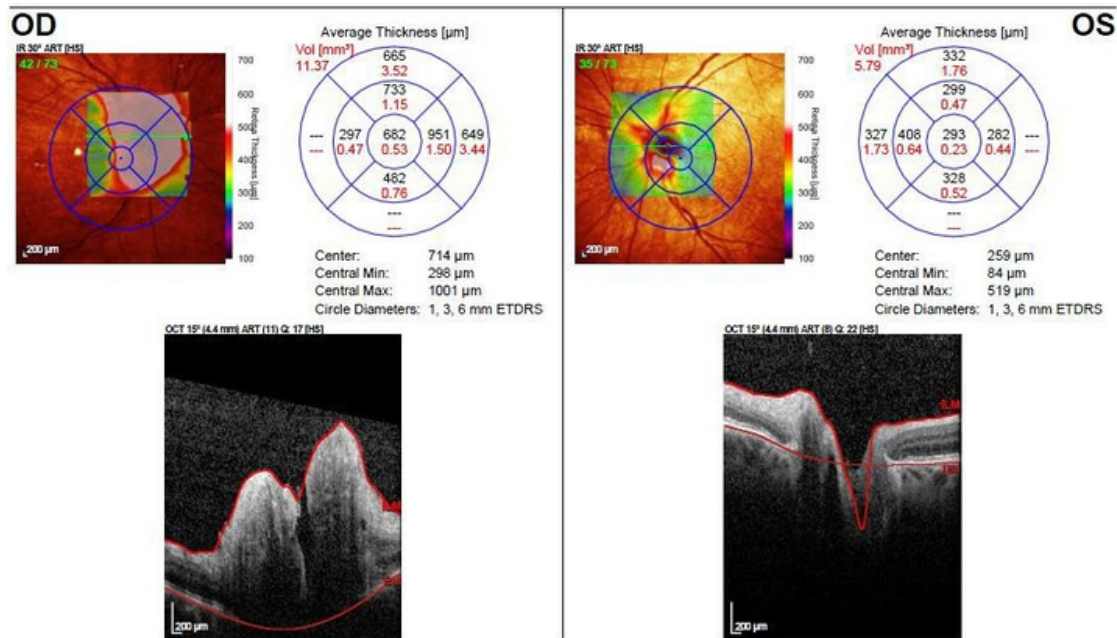 OD
IR 30° ART [HS]
42 / 73
700
600
500
400
300
200
100
Retina Thickness [µm]
200 µm
Average Thickness [µm]
Vol [mm³]
11.37
665
3.52
733
1.15
--- 297 682 951 649
--- 0.47 0.53 1.50 3.44
482
0.76
---
---
Center: 714 µm
Central Min: 298 µm
Central Max: 1001 µm
Circle Diameters: 1, 3, 6 mm ETDRS
OCT 15° (4.4 mm) ART (11) Q: 17 [HS]
ILM
200 µm
OS
IR 30° ART [HS]
35 / 73
700
600
500
400
300
200
100
Retina Thickness [µm]
200 µm
Average Thickness [µm]
Vol [mm³]
5.79
332
1.76
299
0.47
327 408 293 282 ---
1.73 0.64 0.23 0.44 ---
328
0.52
---
---
Center: 259 µm
Central Min: 84 µm
Central Max: 519 µm
Circle Diameters: 1, 3, 6 mm ETDRS
OCT 15° (4.4 mm) ART (8) Q: 22 [HS]
ILM
200 µm